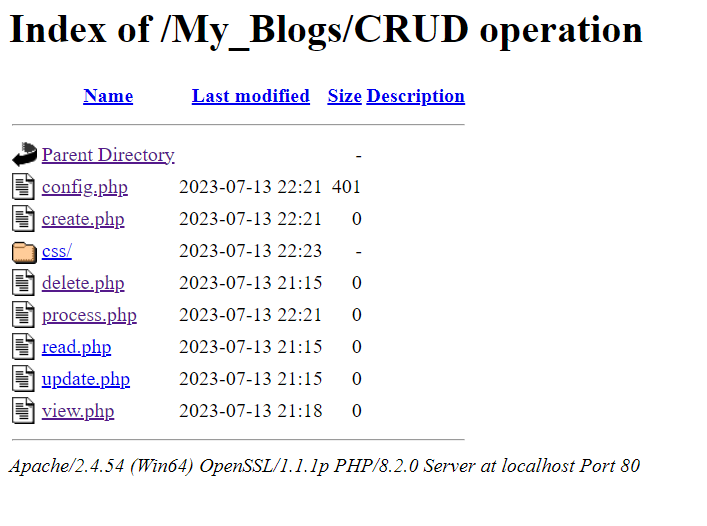 Index of /My_Blogs/CRUD operation
Name Last modified Size Description
Parent Directory -
config.php 2023-07-13 22:21 401
create.php 2023-07-13 22:21 0
css/ 2023-07-13 22:23 -
delete.php 2023-07-13 21:15 0
process.php 2023-07-13 22:21 0
read.php 2023-07-13 21:15 0
update.php 2023-07-13 21:15 0
view.php 2023-07-13 21:18 0
Apache/2.4.54 (Win64) OpenSSL/1.1.1p PHP/8.2.0 Server at localhost Port 80